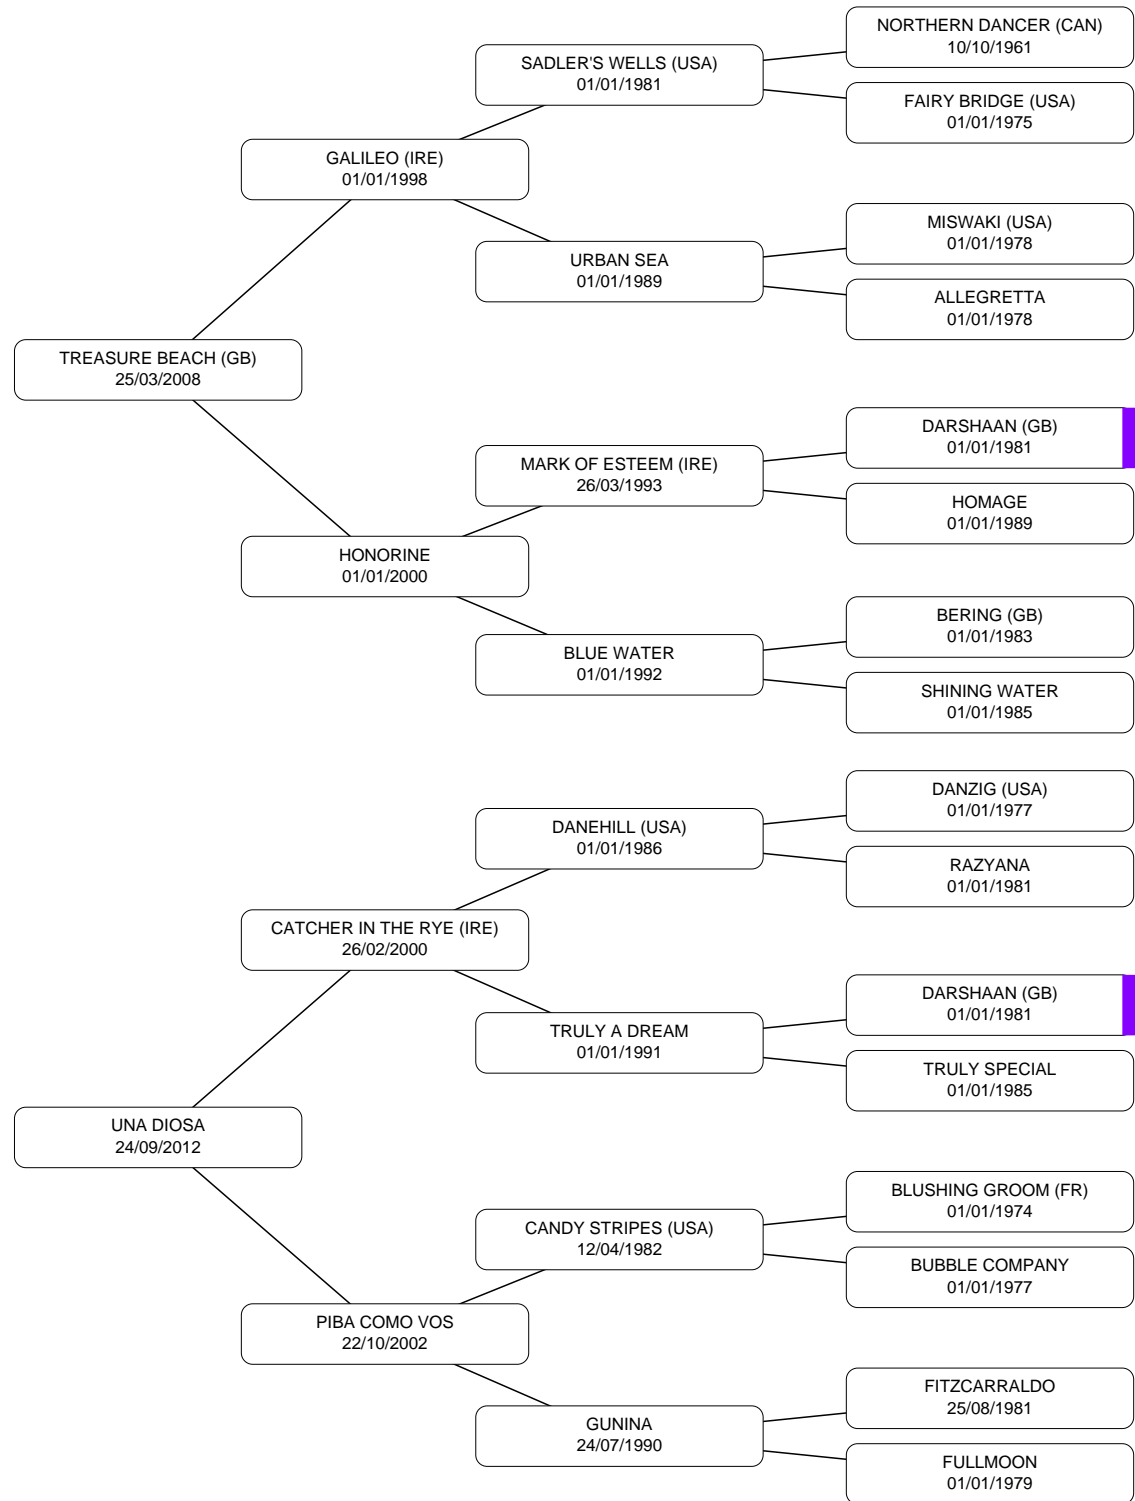 NORTHERN DANCER (CAN)
10/10/1961
SADLER'S WELLS (USA)
01/01/1981
FAIRY BRIDGE (USA)
01/01/1975
GALILEO (IRE)
01/01/1998
MISWAKI (USA)
01/01/1978
URBAN SEA
01/01/1989
ALLEGRETTA
01/01/1978
TREASURE BEACH (GB)
25/03/2008
DARSHAAN (GB)
01/01/1981
MARK OF ESTEEM (IRE)
26/03/1993
HOMAGE
01/01/1989
HONORINE
01/01/2000
BERING (GB)
01/01/1983
BLUE WATER
01/01/1992
SHINING WATER
01/01/1985
DANZIG (USA)
01/01/1977
DANEHILL (USA)
01/01/1986
RAZYANA
01/01/1981
CATCHER IN THE RYE (IRE)
26/02/2000
DARSHAAN (GB)
01/01/1981
TRULY A DREAM
01/01/1991
TRULY SPECIAL
01/01/1985
UNA DIOSA
24/09/2012
BLUSHING GROOM (FR)
01/01/1974
CANDY STRIPES (USA)
12/04/1982
BUBBLE COMPANY
01/01/1977
PIBA COMO VOS
22/10/2002
FITZCARRALDO
25/08/1981
GUNINA
24/07/1990
FULLMOON
01/01/1979